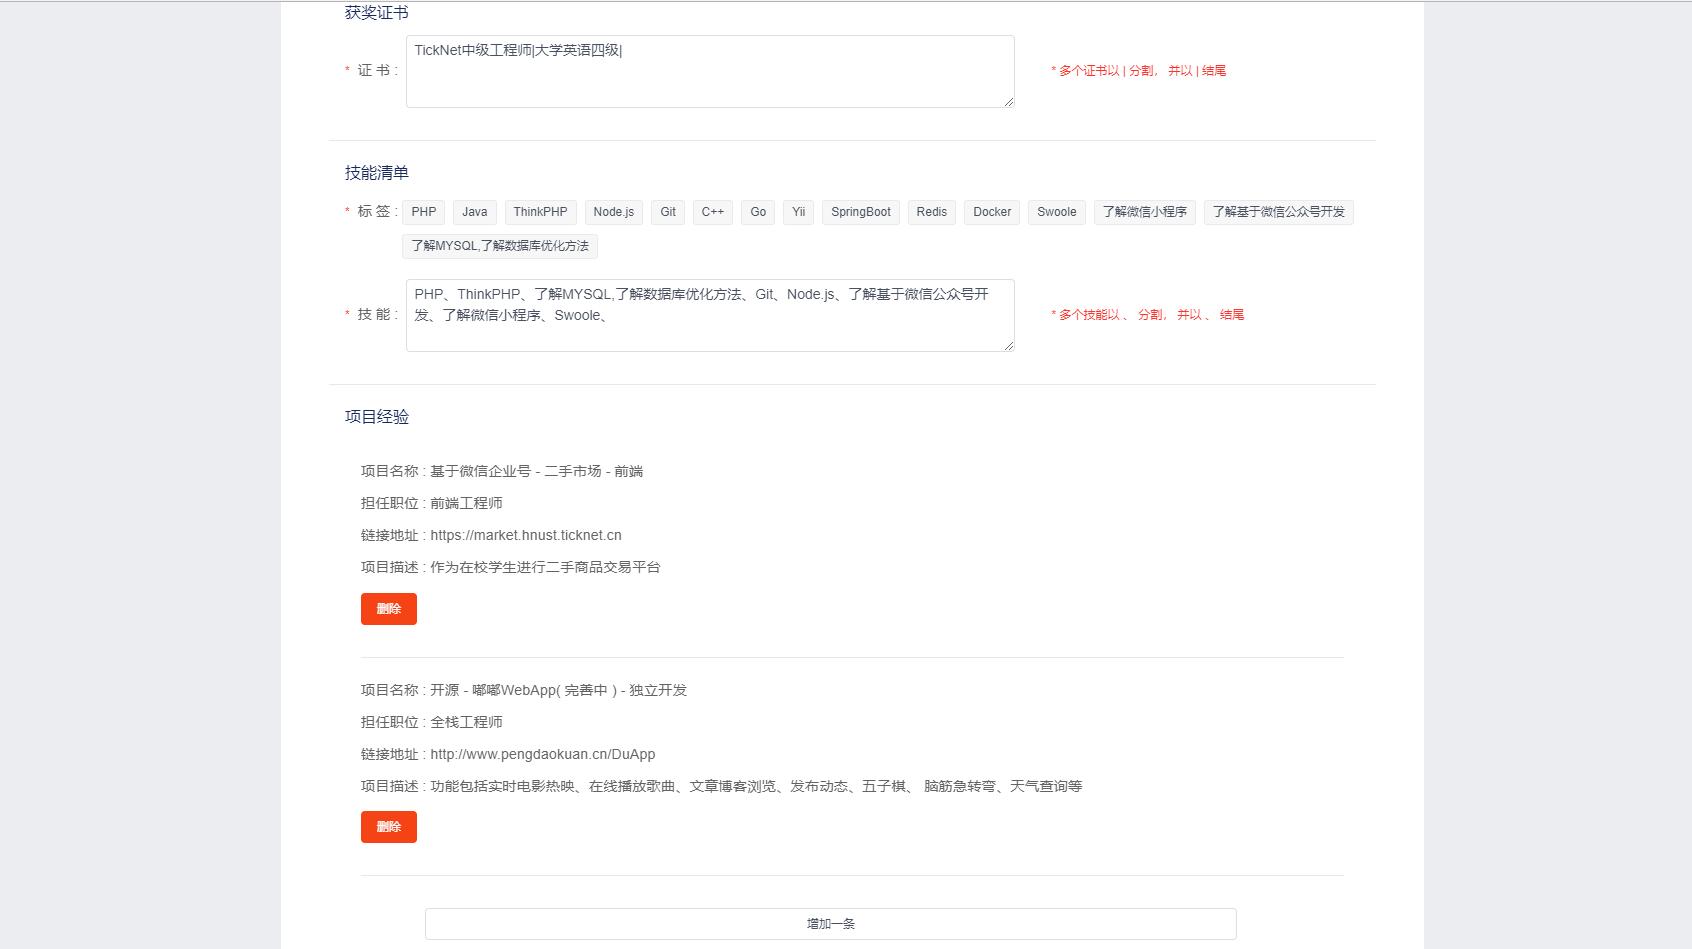 获奖证书
* 证 书 : TickNet中级工程师|大学英语四级| * 多个证书以 | 分割， 并以 | 结尾
技能清单
* 标 签 : PHP Java ThinkPHP Node.js Git C++ Go Yii SpringBoot Redis Docker Swoole 了解微信小程序 了解基于微信公众号开发
了解MYSQL,了解数据库优化方法
* 技 能 : PHP、ThinkPHP、了解MYSQL,了解数据库优化方法、Git、Node.js、了解基于微信公众号开
发、了解微信小程序、Swoole、 * 多个技能以 、 分割， 并以 、 结尾
项目经验
项目名称 : 基于微信企业号 - 二手市场 - 前端
担任职位 : 前端工程师
链接地址 : https://market.hnust.ticknet.cn
项目描述 : 作为在校学生进行二手商品交易平台
删除
项目名称 : 开源 - 嘟嘟WebApp( 完善中 ) - 独立开发
担任职位 : 全栈工程师
链接地址 : http://www.pengdaokuan.cn/DuApp
项目描述 : 功能包括实时电影热映、在线播放歌曲、文章博客浏览、发布动态、五子棋、 脑筋急转弯、天气查询等
删除
增加一条